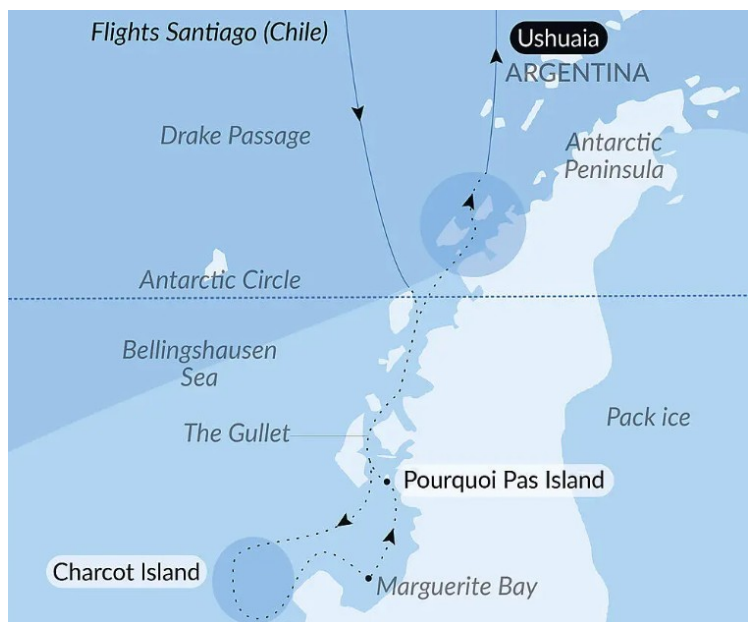 Flights Santiago (Chile)
Ushuaia
ARGENTINA
Drake Passage
Antarctic
Peninsula
Antarctic Circle
Bellingshausen
Sea
Pack ice
The Gullet
Pourquoi Pas Island
Charcot Island
Marguerite Bay